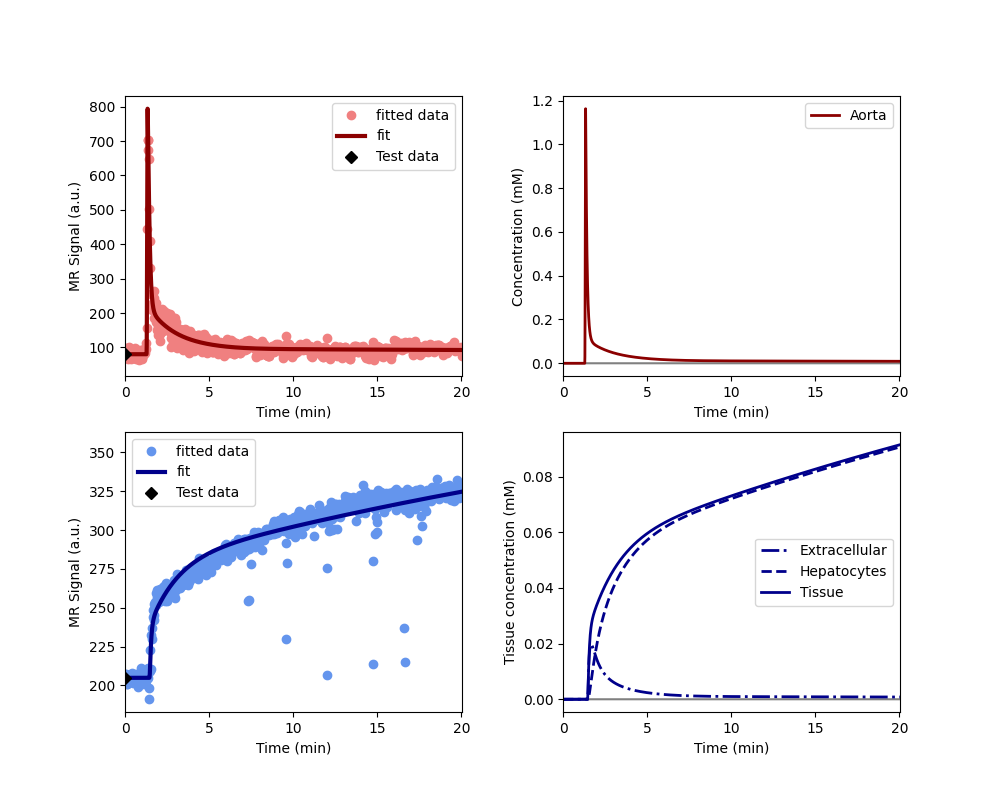 MR Signal (a.u.)
800
700
600
500
400
300
200
100
fitted data
fit
Test data
0 5 10 15 20
Time (min)
Concentration (mM)
1.2
1.0
0.8
0.6
0.4
0.2
0.0
Aorta
0 5 10 15 20
Time (min)
MR Signal (a.u.)
350
325
300
275
250
225
200
fitted data
fit
Test data
0 5 10 15 20
Time (min)
Tissue concentration (mM)
0.08
0.06
0.04
0.02
0.00
Extracellular
Hepatocytes
Tissue
0 5 10 15 20
Time (min)